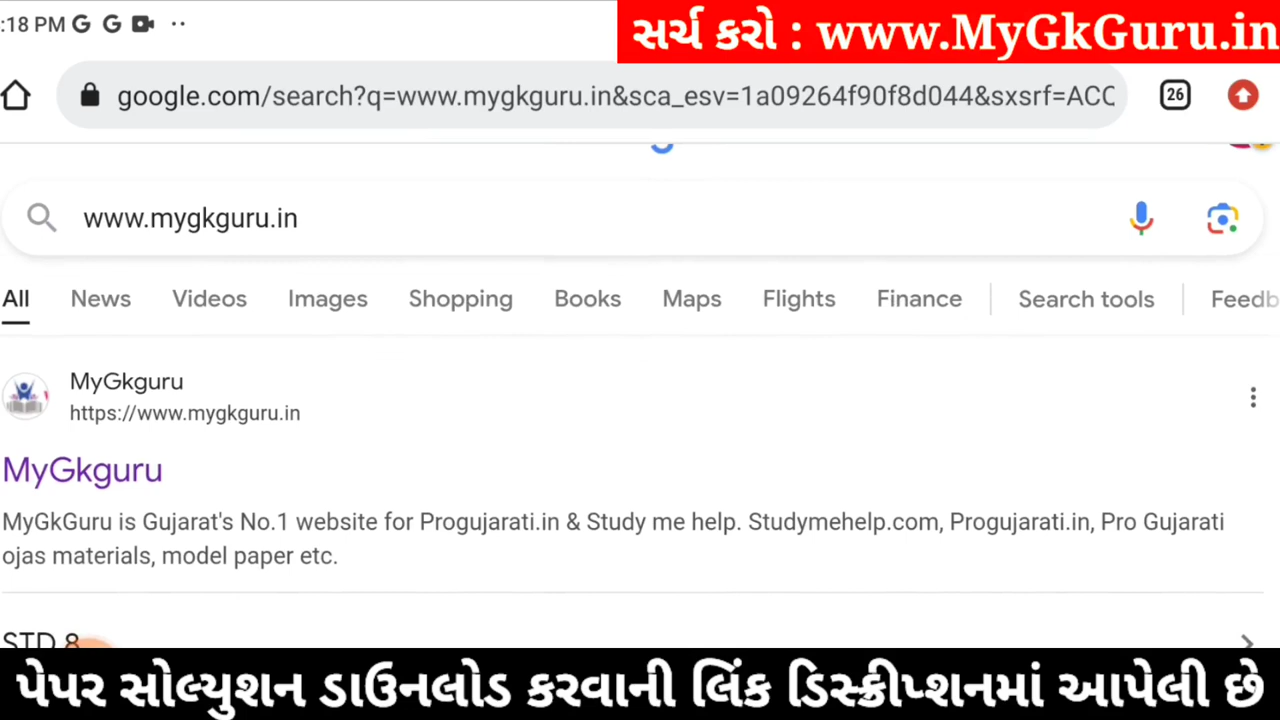 :18 PM
સર્ચ કરો : www.MyGkGuru.in
google.com/search?q=www.mygkguru.in&sca_esv=1a09264f90f8d044&sxsrf=ACC
26
www.mygkguru.in
All News Videos Images Shopping Books Maps Flights Finance Search tools Feedb
MyGkguru
https://www.mygkguru.in
MyGkguru
MyGkGuru is Gujarat's No.1 website for Progujarati.in & Study me help. Studymehelp.com, Progujarati.in, Pro Gujarati
ojas materials, model paper etc.
STD 8
પેપર સોલ્યુશન ડાઉનલોડ કરવાની લિંક ડિસ્ક્રીપ્શનમાં આપેલી છે